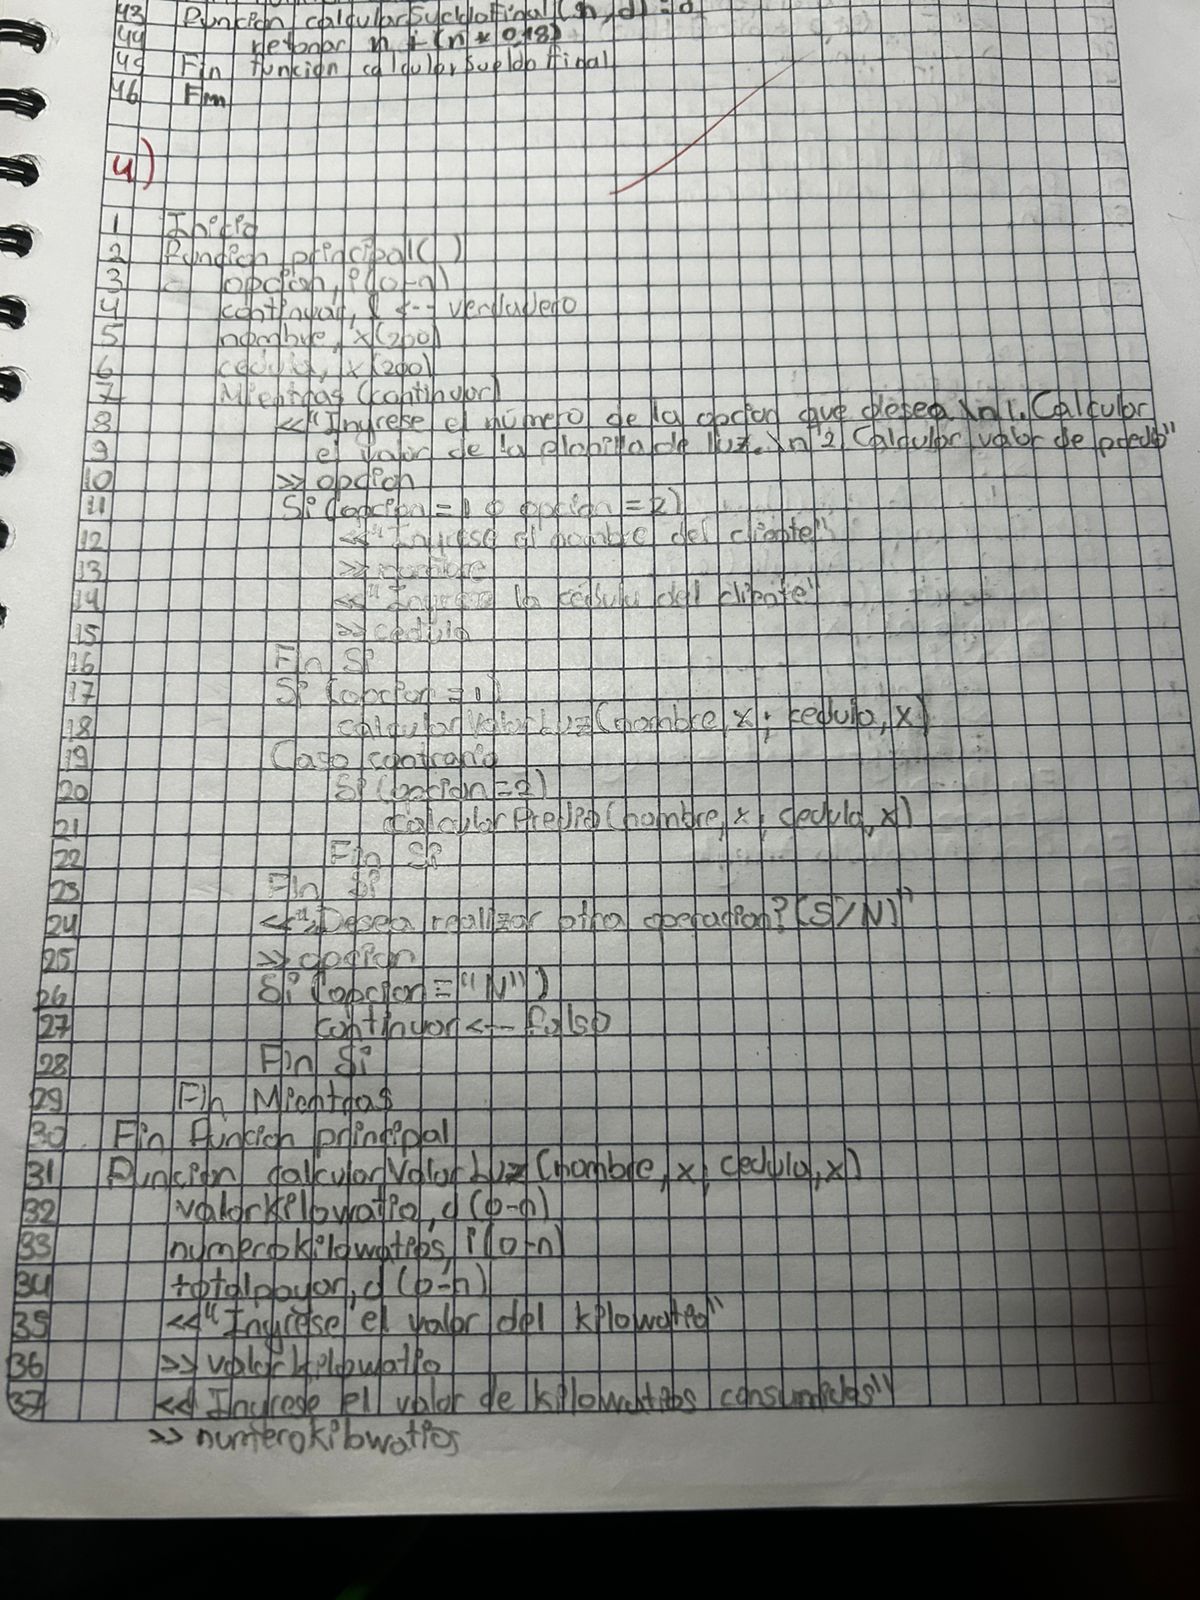 43 Funcion calcularSueldoFinal(n,d) = d
44 retonar n + (n * 0,18)
45 Fin funcion calculorSueldo final
46 Fin
4)
1 Inicio
2 Funcion principal( )
3 opcion, i(0-n)
4 continuar, l <-- verdadero
5 nombre, x(200)
6 cedula, x(200)
7 Mientras (continuar)
8 <<"Ingrese el número de la opcion que desea \n 1. Calcular
9 el valor de la planilla de luz. \n 2. Calcular valor de predio"
10 >> opcion
11 Si (opcion = 1 o opcion = 2)
12 <<"Ingrese el nombre del cliente"
13 >> nombre
14 <<"Ingrese la cédula del cliente"
15 >> cedula
16 Fin Si
17 Si (opcion = 1)
18 calcularValorLuz(nombre, x; cedula, x)
19 Caso contrario
20 Si (opcion = 2)
21 calcularPredio(nombre, x; cedula, x)
22 Fin Si
23 Fin Si
24 <<"¿Desea realizar otra operacion? (S/N)"
25 >> opcion
26 Si (opcion = "N")
27 continuar <-- falso
28 Fin Si
29 Fin Mientras
30 Fin Funcion principal
31 Funcion calcularValorLuz(nombre, x; cedula, x)
32 valorKilowatio, d (0-n)
33 numerokilowatios, i (0-n)
34 totalpagar, d (0-n)
35 <<"Ingrese el valor del kilowatio"
36 >> valorkilowatio
37 << Ingrese el valor de kilowatios consumidos"
>> numerokilowatios